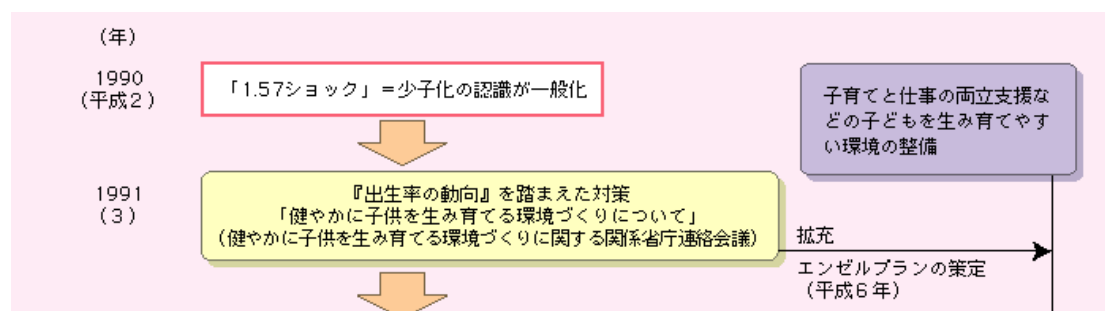 (年)
1990
(平成2)
「1.57ショック」=少子化の認識が一般化
子育てと仕事の両立支援な
どの子どもを生み育てやす
い環境の整備
1991
(3)
『出生率の動向』を踏まえた対策
「健やかに子供を生み育てる環境づくりについて」
(健やかに子供を生み育てる環境づくりに関する関係省庁連絡会議)
拡充
エンゼルプランの策定
(平成6年)